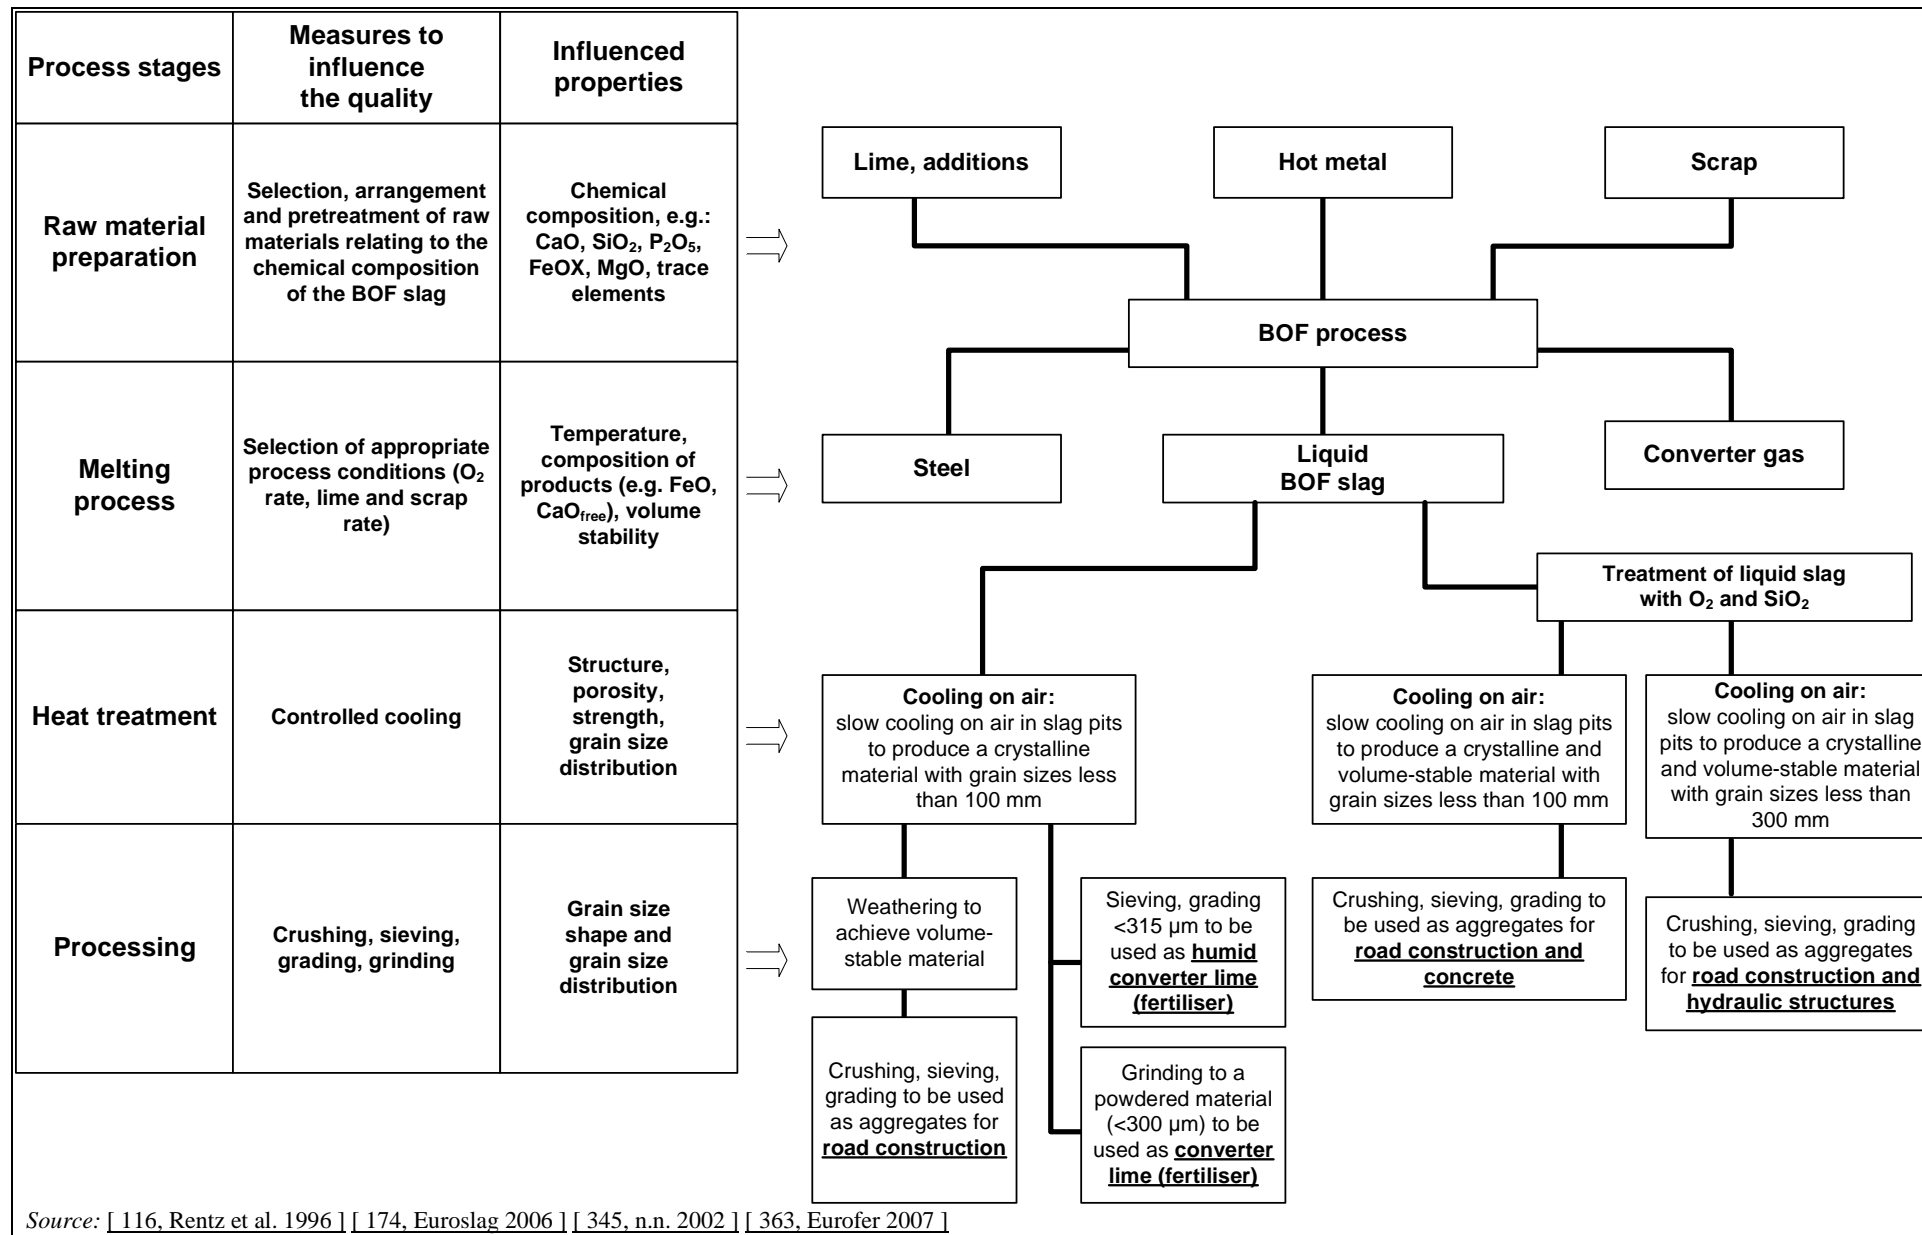 Process stages
Measures to
influence
the quality
Influenced
properties
Raw material
preparation
Selection, arrangement
and pretreatment of raw
materials relating to the
chemical composition
of the BOF slag
Chemical
composition, e.g.:
CaO, SiO₂, P₂O₅,
FeOX, MgO, trace
elements
Melting
process
Selection of appropriate
process conditions (O₂
rate, lime and scrap
rate)
Temperature,
composition of
products (e.g. FeO,
CaOfree), volume
stability
Heat treatment
Controlled cooling
Structure,
porosity,
strength,
grain size
distribution
Processing
Crushing, sieving,
grading, grinding
Grain size
shape and
grain size
distribution
Lime, additions
Hot metal
Scrap
BOF process
Steel
Liquid
BOF slag
Converter gas
Treatment of liquid slag
with O₂ and SiO₂
Cooling on air:
slow cooling on air in slag pits
to produce a crystalline
material with grain sizes less
than 100 mm
Cooling on air:
slow cooling on air in slag pits
to produce a crystalline and
volume-stable material with
grain sizes less than 100 mm
Cooling on air:
slow cooling on air in slag
pits to produce a crystalline
and volume-stable material
with grain sizes less than
300 mm
Weathering to
achieve volume-
stable material
Sieving, grading
<315 µm to be
used as humid
converter lime
(fertiliser)
Crushing, sieving, grading to
be used as aggregates for
road construction and
concrete
Crushing, sieving, grading
to be used as aggregates
for road construction and
hydraulic structures
Crushing, sieving,
grading to be used
as aggregates for
road construction
Grinding to a
powdered material
(<300 µm) to be
used as converter
lime (fertiliser)
Source: [ 116, Rentz et al. 1996 ] [ 174, Euroslag 2006 ] [ 345, n.n. 2002 ] [ 363, Eurofer 2007 ]